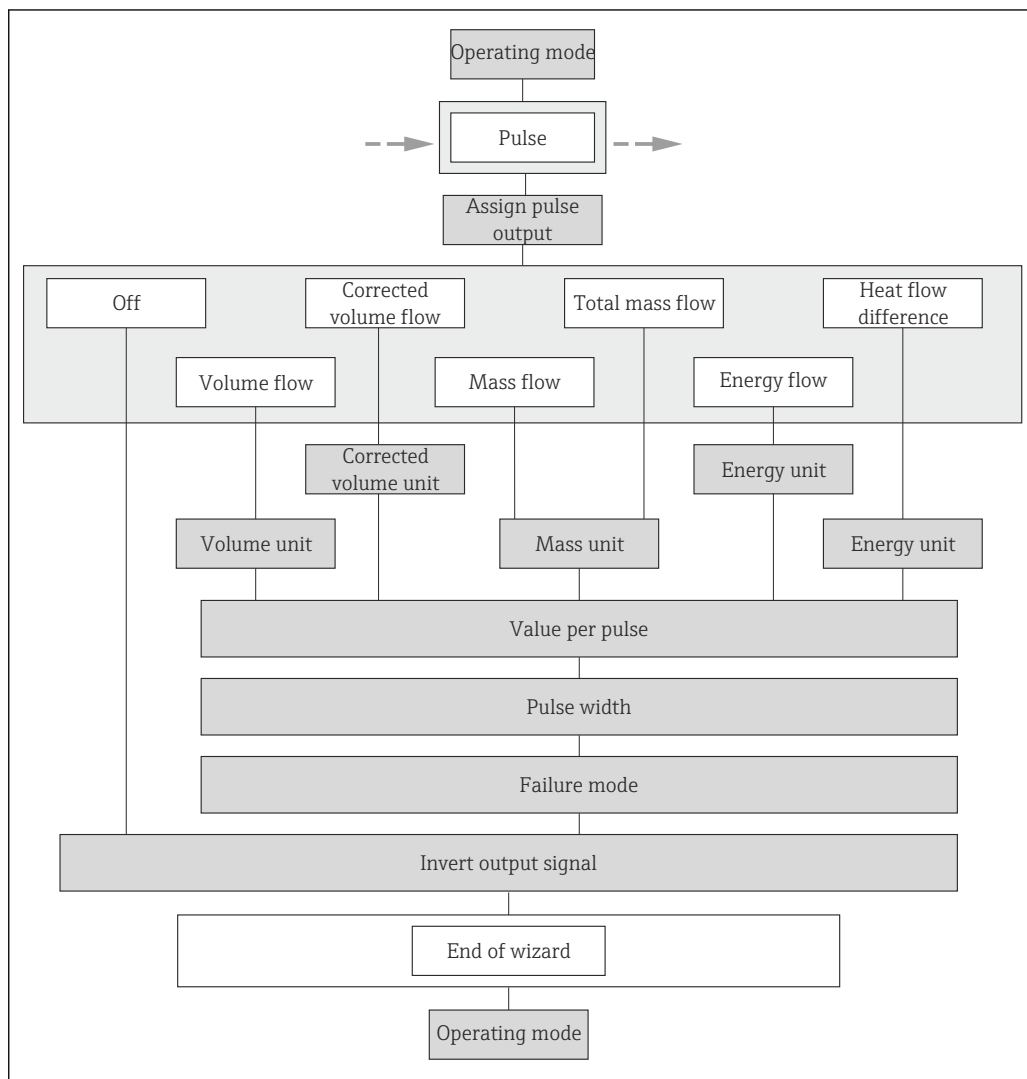 Operating mode
Pulse
Assign pulse
output
Off
Corrected
volume flow
Total mass flow
Heat flow
difference
Volume flow
Mass flow
Energy flow
Corrected
volume unit
Energy unit
Volume unit
Mass unit
Energy unit
Value per pulse
Pulse width
Failure mode
Invert output signal
End of wizard
Operating mode